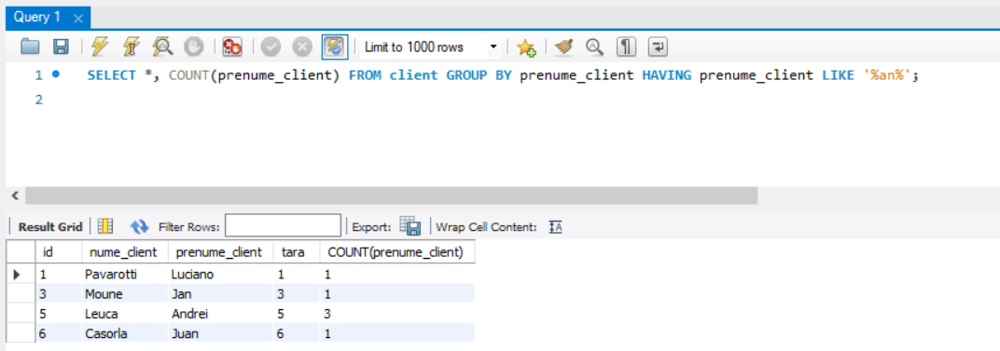 Query 1
Limit to 1000 rows
1 SELECT *, COUNT(prenume_client) FROM client GROUP BY prenume_client HAVING prenume_client LIKE '%an%';
2
Result Grid Filter Rows: Export: Wrap Cell Content:
id nume_client prenume_client tara COUNT(prenume_client)
1 Pavarotti Luciano 1 1
3 Moune Jan 3 1
5 Leuca Andrei 5 3
6 Casorla Juan 6 1